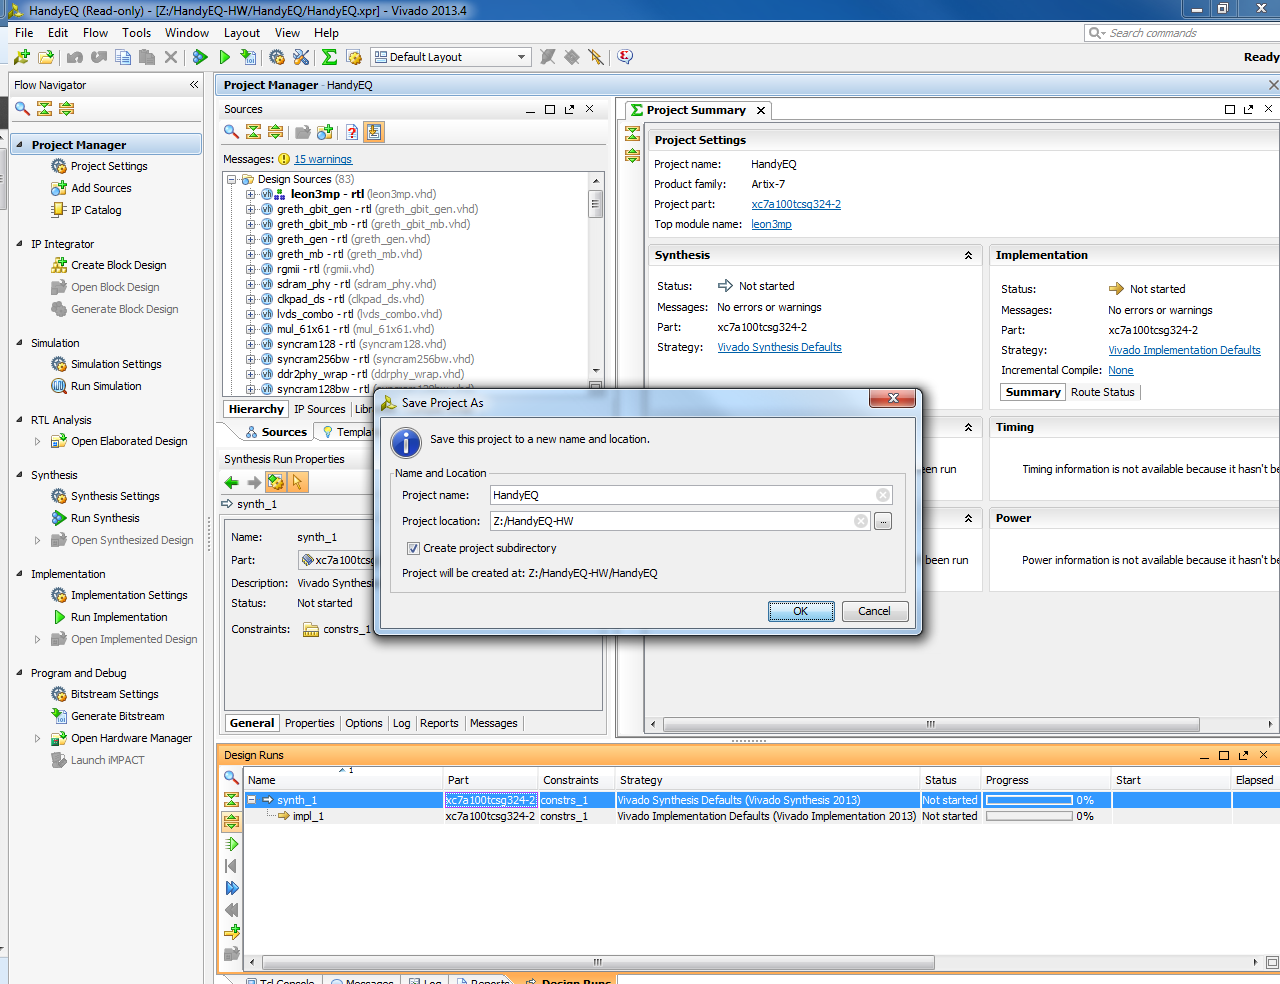 HandyEQ (Read-only) - [Z:/HandyEQ-HW/HandyEQ/HandyEQ.xpr] - Vivado 2013.4
File Edit Flow Tools Window Layout View Help
Search commands
Default Layout
Ready
Flow Navigator
Project Manager
Project Settings
Add Sources
IP Catalog
IP Integrator
Create Block Design
Open Block Design
Generate Block Design
Simulation
Simulation Settings
Run Simulation
RTL Analysis
Open Elaborated Design
Synthesis
Synthesis Settings
Run Synthesis
Open Synthesized Design
Implementation
Implementation Settings
Run Implementation
Open Implemented Design
Program and Debug
Bitstream Settings
Generate Bitstream
Open Hardware Manager
Launch iMPACT
Project Manager - HandyEQ
Sources
Messages: 15 warnings
Design Sources (83)
leon3mp - rtl (leon3mp.vhd)
greth_gbit_gen - rtl (greth_gbit_gen.vhd)
greth_gbit_mb - rtl (greth_gbit_mb.vhd)
greth_gen - rtl (greth_gen.vhd)
greth_mb - rtl (greth_mb.vhd)
rgmii - rtl (rgmii.vhd)
sdram_phy - rtl (sdram_phy.vhd)
clkpad_ds - rtl (clkpad_ds.vhd)
lvds_combo - rtl (lvds_combo.vhd)
mul_61x61 - rtl (mul_61x61.vhd)
syncram128 - rtl (syncram128.vhd)
syncram256bw - rtl (syncram256bw.vhd)
ddr2phy_wrap - rtl (ddrphy_wrap.vhd)
syncram128bw - rtl (syncram128bw.vhd)
Hierarchy IP Sources Libr
Sources Templa
Synthesis Run Properties
synth_1
Name: synth_1
Part: xc7a100tcsg
Description: Vivado Synthesi
Status: Not started
Constraints: constrs_1
General Properties Options Log Reports Messages
Project Summary
Project Settings
Project name: HandyEQ
Product family: Artix-7
Project part: xc7a100tcsg324-2
Top module name: leon3mp
Synthesis
Status: Not started
Messages: No errors or warnings
Part: xc7a100tcsg324-2
Strategy: Vivado Synthesis Defaults
Implementation
Status: Not started
Messages: No errors or warnings
Part: xc7a100tcsg324-2
Strategy: Vivado Implementation Defaults
Incremental Compile: None
Summary Route Status
een run
Timing
Timing information is not available because it hasn't be
been run
Power
Power information is not available because it hasn't be
Save Project As
Save this project to a new name and location.
Name and Location
Project name: HandyEQ
Project location: Z:/HandyEQ-HW
...
Create project subdirectory
Project will be created at: Z:/HandyEQ-HW/HandyEQ
OK Cancel
Design Runs
Name 1 Part Constraints Strategy Status Progress Start Elapsed
synth_1 xc7a100tcsg324-2 constrs_1 Vivado Synthesis Defaults (Vivado Synthesis 2013) Not started 0%
impl_1 xc7a100tcsg324-2 constrs_1 Vivado Implementation Defaults (Vivado Implementation 2013) Not started 0%
Tcl Console Messages Log Reports Design Runs